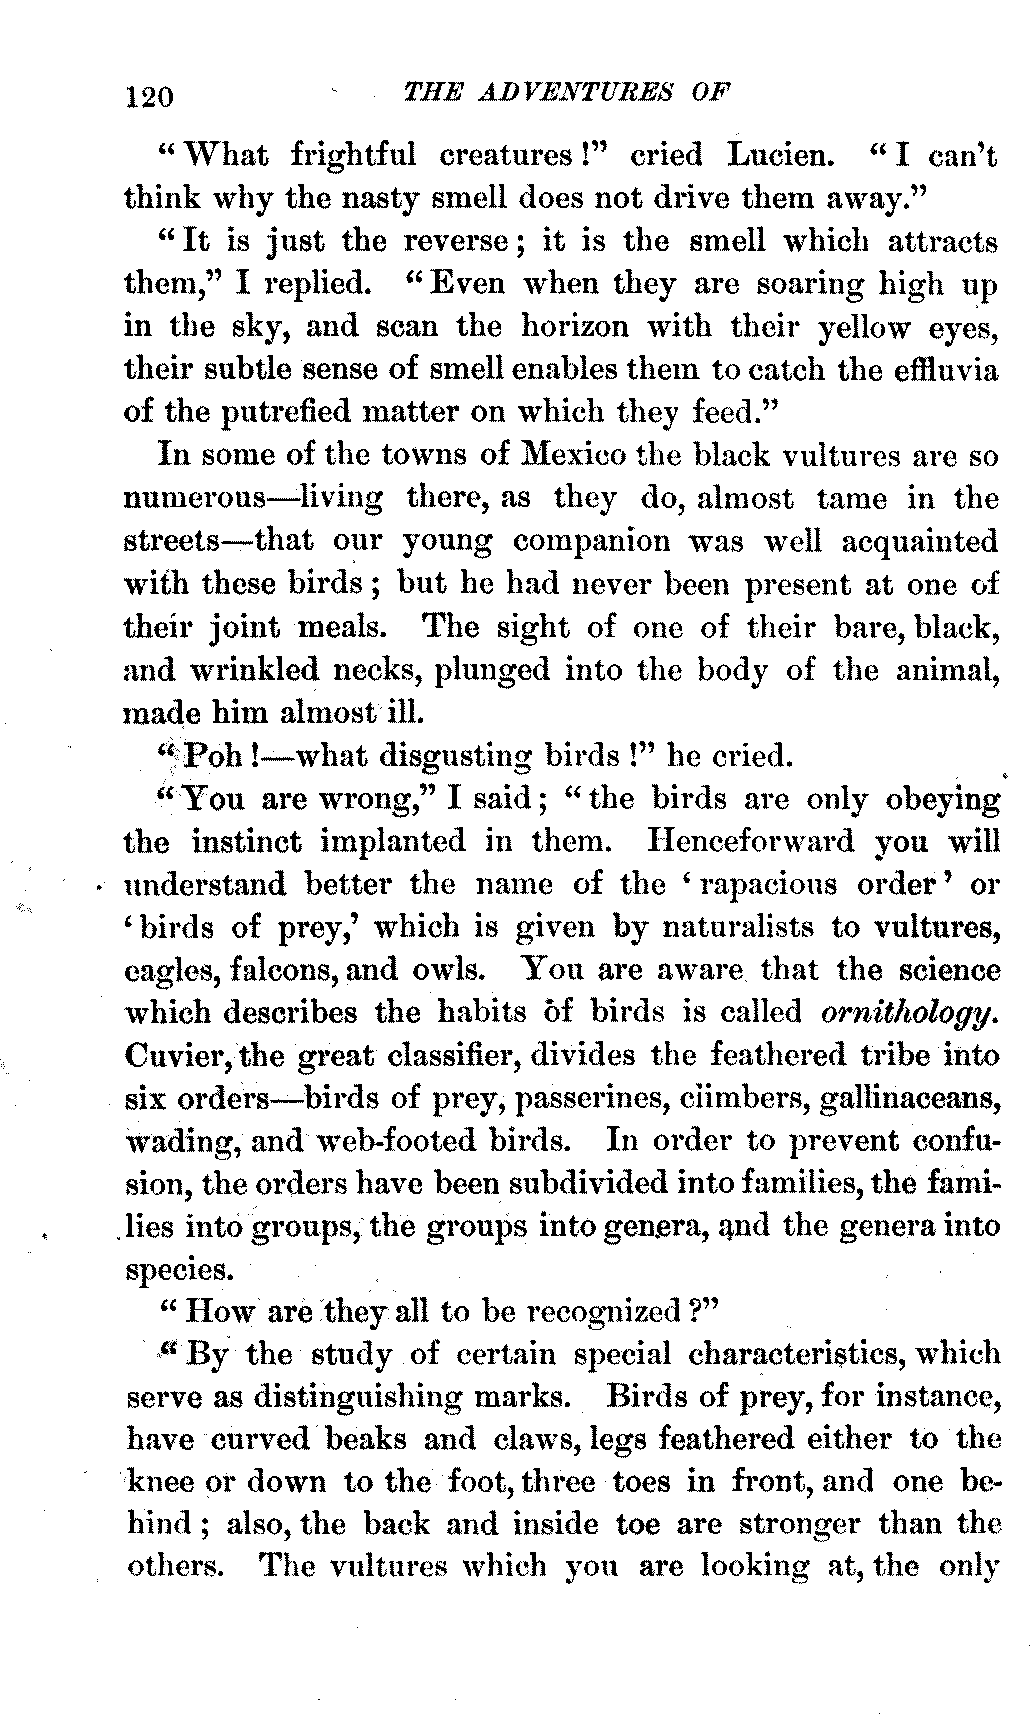 120 THE ADVENTURES OF
“What frightful creatures!” cried Lucien. “I can't
think why the nasty smell does not drive them away.”
“It is just the reverse; it is the smell which attracts
them,” I replied. “Even when they are soaring high up
in the sky, and scan the horizon with their yellow eyes,
their subtle sense of smell enables them to catch the effluvia
of the putrefied matter on which they feed.”
In some of the towns of Mexico the black vultures are so
numerous—living there, as they do, almost tame in the
streets—that our young companion was well acquainted
with these birds; but he had never been present at one of
their joint meals. The sight of one of their bare, black,
and wrinkled necks, plunged into the body of the animal,
made him almost ill.
“Poh!—what disgusting birds!” he cried.
“You are wrong,” I said; “the birds are only obeying
the instinct implanted in them. Henceforward you will
understand better the name of the ‘rapacious order’ or
‘birds of prey,’ which is given by naturalists to vultures,
eagles, falcons, and owls. You are aware that the science
which describes the habits of birds is called ornithology.
Cuvier, the great classifier, divides the feathered tribe into
six orders—birds of prey, passerines, climbers, gallinaceans,
wading, and web-footed birds. In order to prevent confu-
sion, the orders have been subdivided into families, the fami-
lies into groups, the groups into genera, and the genera into
species.
“How are they all to be recognized?”
“By the study of certain special characteristics, which
serve as distinguishing marks. Birds of prey, for instance,
have curved beaks and claws, legs feathered either to the
knee or down to the foot, three toes in front, and one be-
hind; also, the back and inside toe are stronger than the
others. The vultures which you are looking at, the only